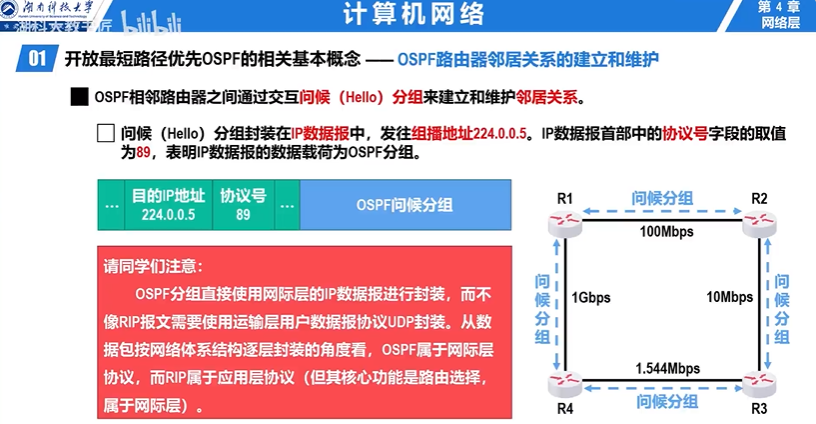 湖南科技大学
计算机网络
第 4 章
网络层
湖科大教书匠 bilibili
01 开放最短路径优先OSPF的相关基本概念 —— OSPF路由器邻居关系的建立和维护
OSPF相邻路由器之间通过交互问候（Hello）分组来建立和维护邻居关系。
问候（Hello）分组封装在IP数据报中，发往组播地址224.0.0.5。IP数据报首部中的协议号字段的取值
为89，表明IP数据报的数据载荷为OSPF分组。
... 目的IP地址 协议号 ... OSPF问候分组
224.0.0.5 89
请同学们注意：
OSPF分组直接使用网际层的IP数据报进行封装，而不
像RIP报文需要使用运输层用户数据报协议UDP封装。从数
据包按网络体系结构逐层封装的角度看，OSPF属于网际层
协议，而RIP属于应用层协议（但其核心功能是路由选择，
属于网际层）。
R1 问候分组 R2
100Mbps
问候分组 1Gbps 10Mbps 问候分组
1.544Mbps
R4 问候分组 R3